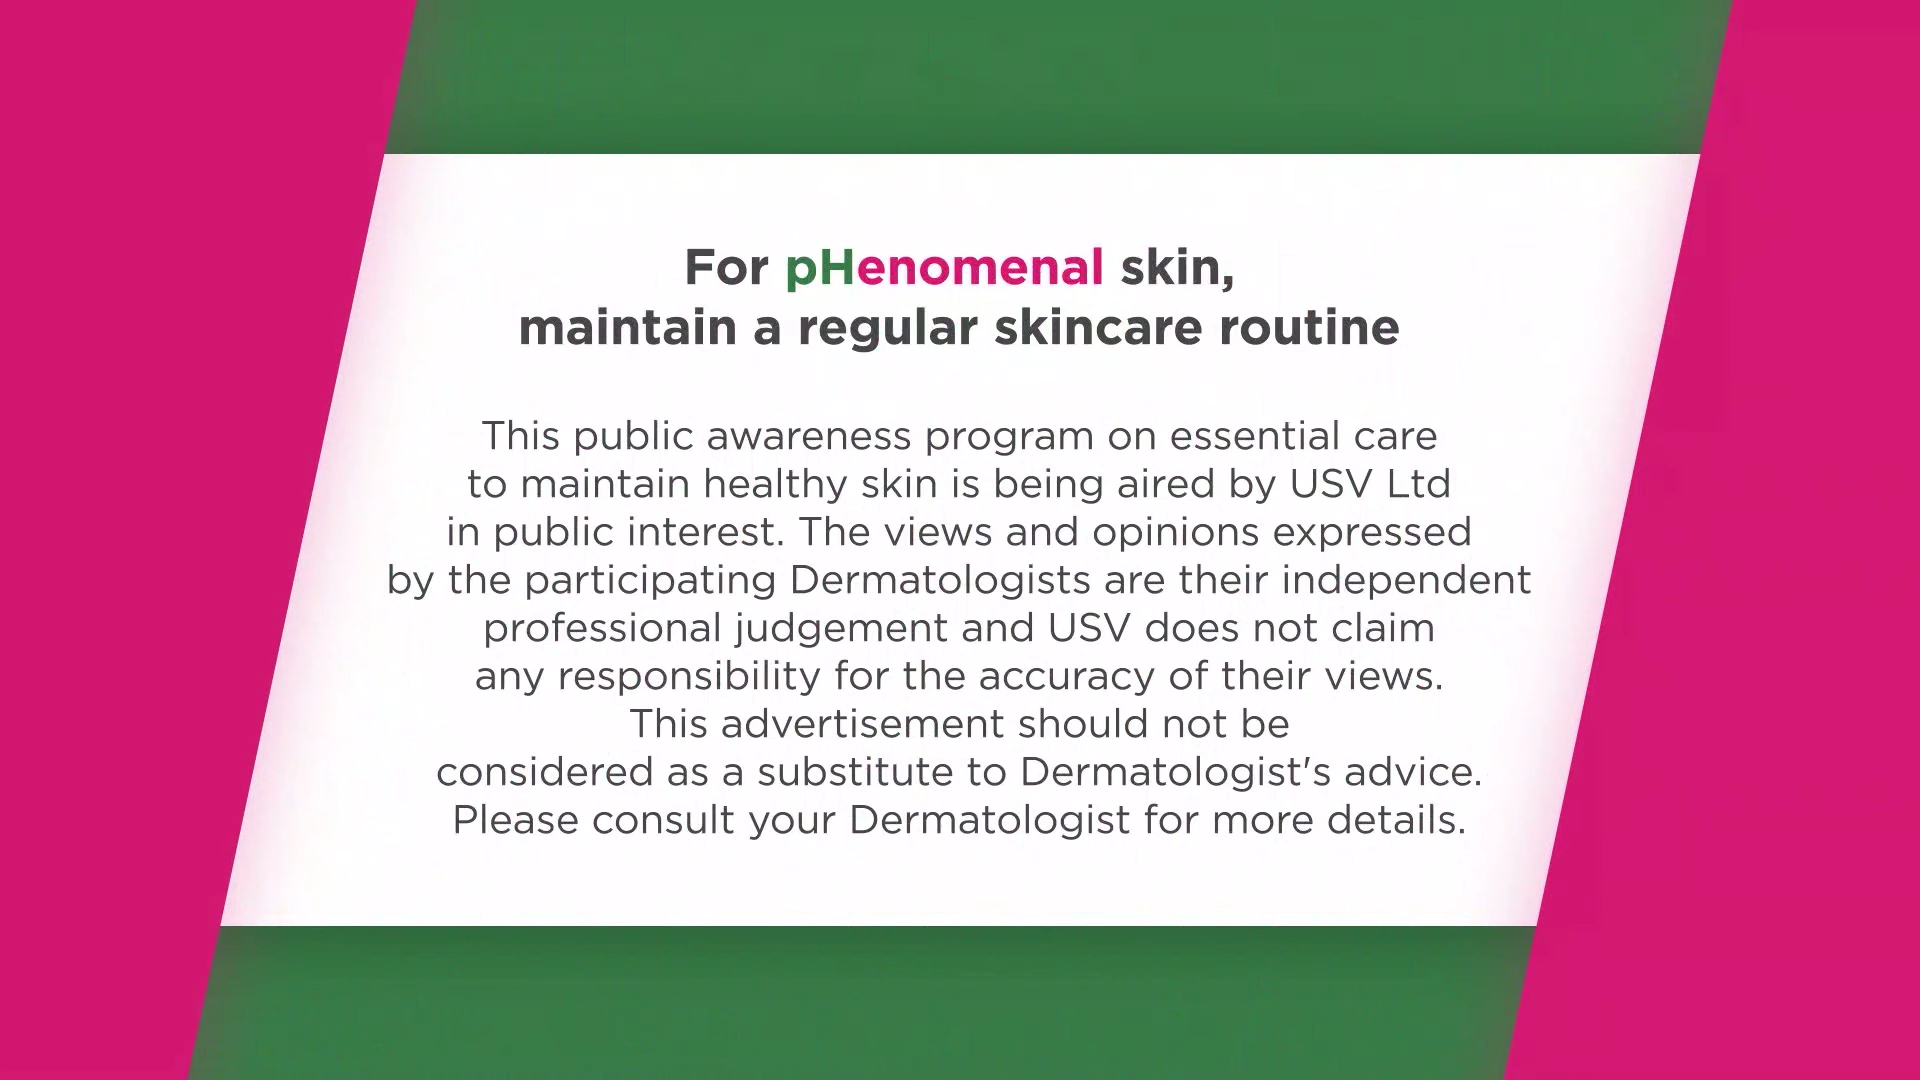 For pHenomenal skin,
maintain a regular skincare routine
This public awareness program on essential care
to maintain healthy skin is being aired by USV Ltd
in public interest. The views and opinions expressed
by the participating Dermatologists are their independent
professional judgement and USV does not claim
any responsibility for the accuracy of their views.
This advertisement should not be
considered as a substitute to Dermatologist's advice.
Please consult your Dermatologist for more details.